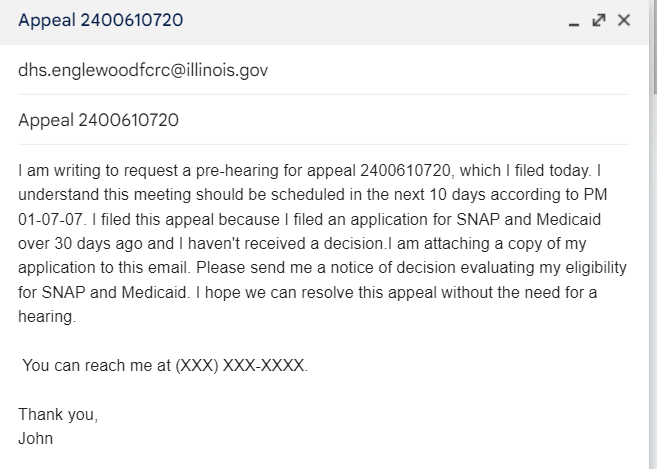 Appeal 2400610720
dhs.englewoodfcrc@illinois.gov
Appeal 2400610720
I am writing to request a pre-hearing for appeal 2400610720, which I filed today. I
understand this meeting should be scheduled in the next 10 days according to PM
01-07-07. I filed this appeal because I filed an application for SNAP and Medicaid
over 30 days ago and I haven't received a decision.I am attaching a copy of my
application to this email. Please send me a notice of decision evaluating my eligibility
for SNAP and Medicaid. I hope we can resolve this appeal without the need for a
hearing.
You can reach me at (XXX) XXX-XXXX.
Thank you,
John